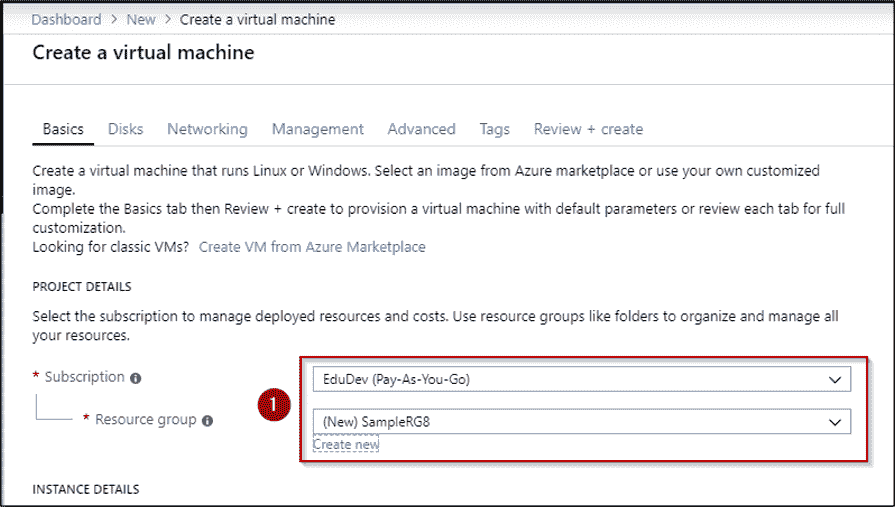 Dashboard > New > Create a virtual machine
Create a virtual machine
Basics Disks Networking Management Advanced Tags Review + create
Create a virtual machine that runs Linux or Windows. Select an image from Azure marketplace or use your own customized
image.
Complete the Basics tab then Review + create to provision a virtual machine with default parameters or review each tab for full
customization.
Looking for classic VMs? Create VM from Azure Marketplace
PROJECT DETAILS
Select the subscription to manage deployed resources and costs. Use resource groups like folders to organize and manage all
your resources.
* Subscription
EduDev (Pay-As-You-Go)
1
* Resource group
(New) SampleRG8
Create new
INSTANCE DETAILS